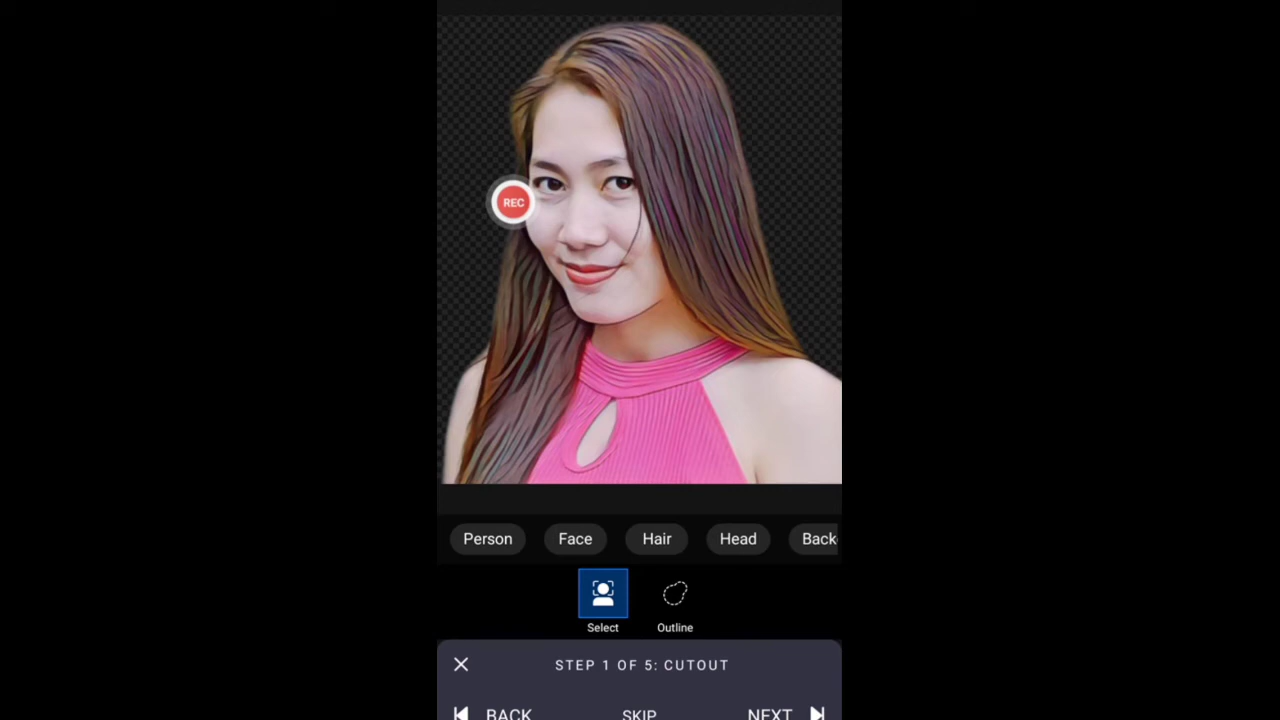 REC
Person Face Hair Head Back
Select Outline
STEP 1 OF 5: CUTOUT
BACK SKIP NEXT